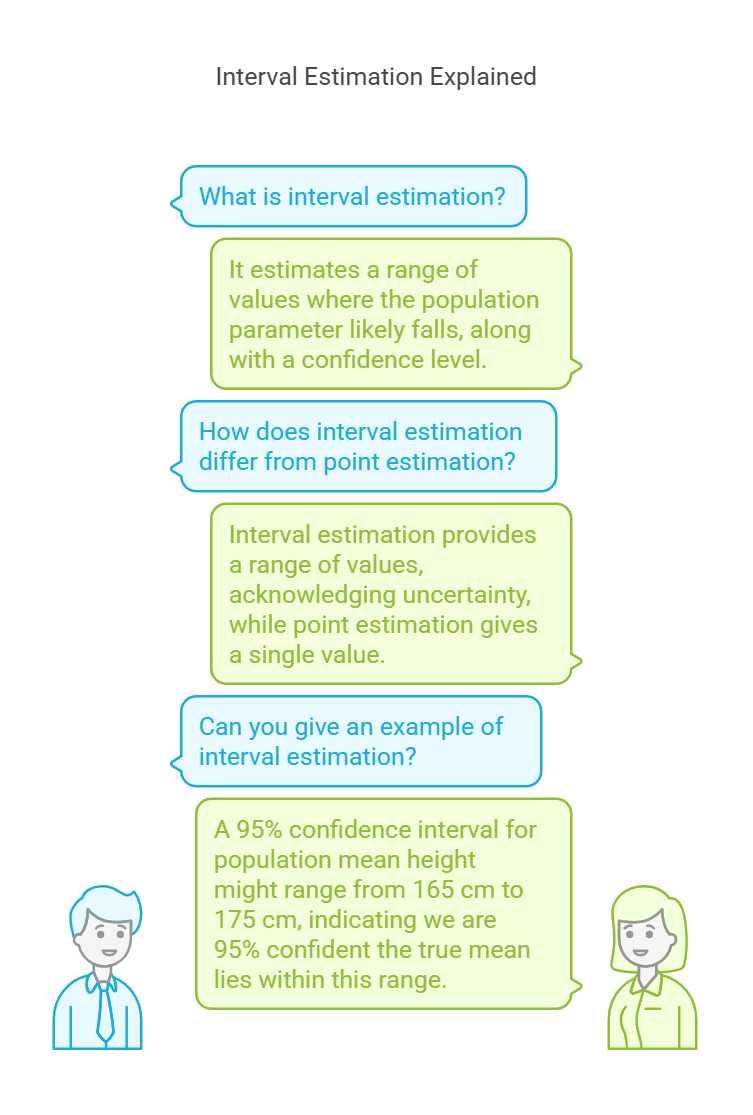 Interval Estimation Explained
What is interval estimation?
It estimates a range of
values where the population
parameter likely falls, along
with a confidence level.
How does interval estimation
differ from point estimation?
Interval estimation provides
a range of values,
acknowledging uncertainty,
while point estimation gives
a single value.
Can you give an example of
interval estimation?
A 95% confidence interval for
population mean height
might range from 165 cm to
175 cm, indicating we are
95% confident the true mean
lies within this range.